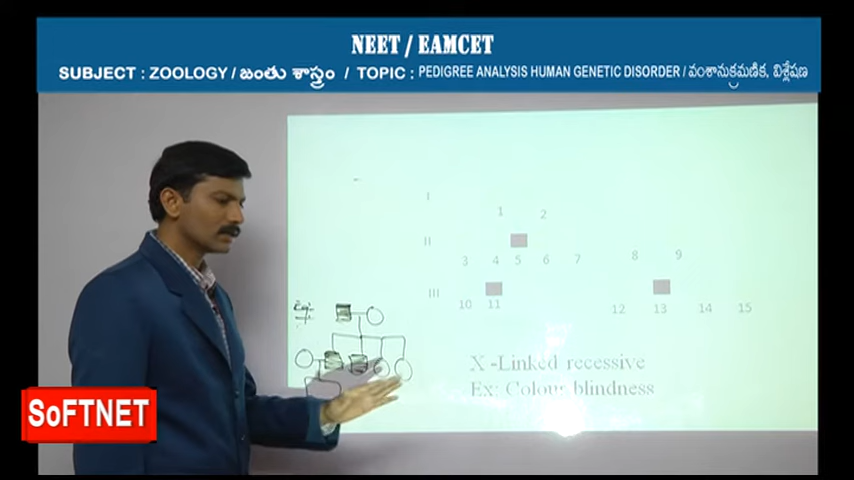 NEET / EAMCET
SUBJECT : ZOOLOGY / జంతు శాస్త్రం / TOPIC : PEDIGREE ANALYSIS HUMAN GENETIC DISORDER / వంశానుక్రమణిక, విశ్లేషణ
I
1 2
II
3 4 5 6 7 8 9
III
10 11 12 13 14 15
X -Linked recessive
Ex: Colour blindness
SoFTNET